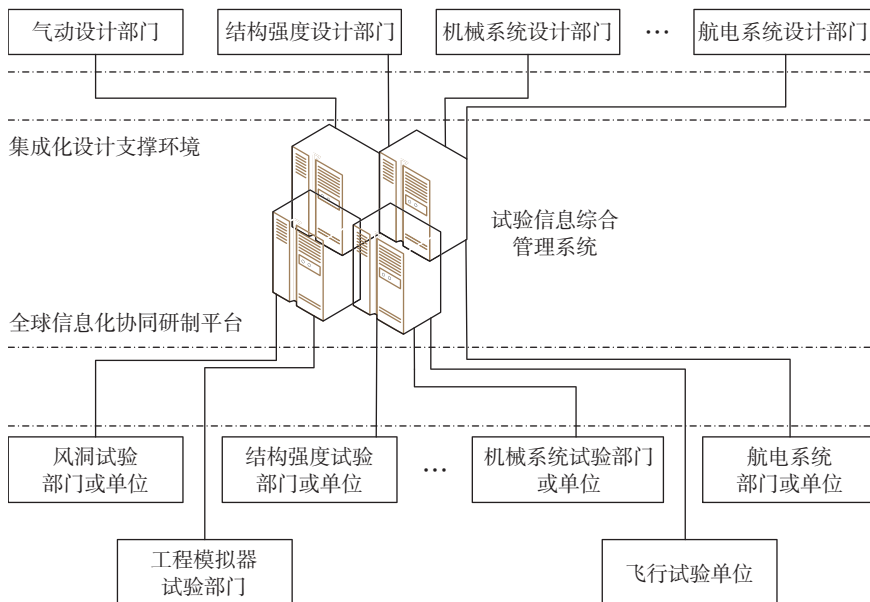 气动设计部门
结构强度设计部门
机械系统设计部门
…
航电系统设计部门
集成化设计支撑环境
试验信息综合
管理系统
全球信息化协同研制平台
风洞试验
部门或单位
结构强度试验
部门或单位
…
机械系统试验部门
或单位
航电系统
部门或单位
工程模拟器
试验部门
飞行试验单位